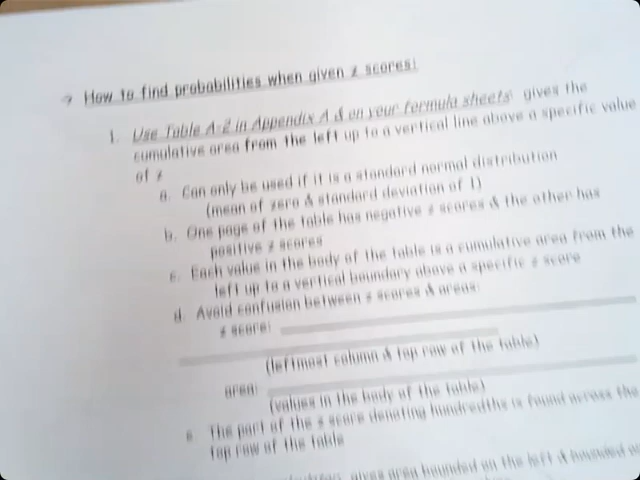 How to find probabilities when given z scores:
1. Use Table A-2 in Appendix A & on your formula sheets: gives the
cumulative area from the left up to a vertical line above a specific value
of z
a. Can only be used if it is a standard normal distribution
(mean of zero & standard deviation of 1)
b. One page of the table has negative z scores & the other has
positive z scores
c. Each value in the body of the table is a cumulative area from the
left up to a vertical boundary above a specific z score
d. Avoid confusion between z scores & areas:
z score:
(leftmost column & top row of the table)
area:
(values in the body of the table)
e. The part of the z score denoting hundredths is found across the
top row of the table
gives area bounded on the left & bounded